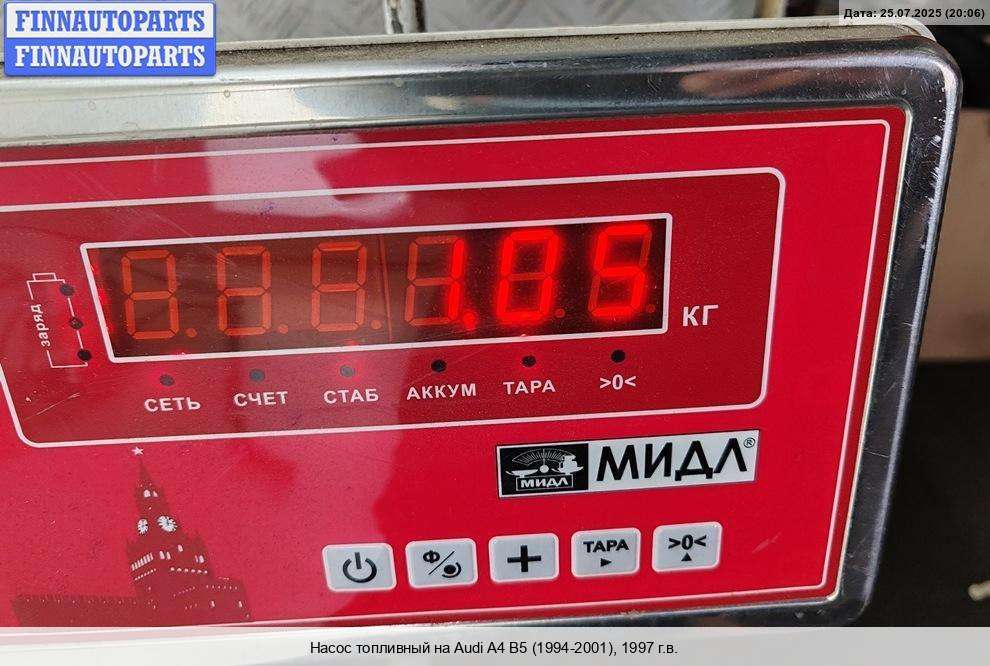 FINNAUTOPARTS
FINNAUTOPARTS
Дата: 25.07.2025 (20:06)
1.05
КГ
заряд
СЕТЬ СЧЕТ СТАБ АККУМ ТАРА >0<
МИДЛ МИДЛ®
Ф/ + ТАРА >0<
Насос топливный на Audi A4 B5 (1994-2001), 1997 г.в.